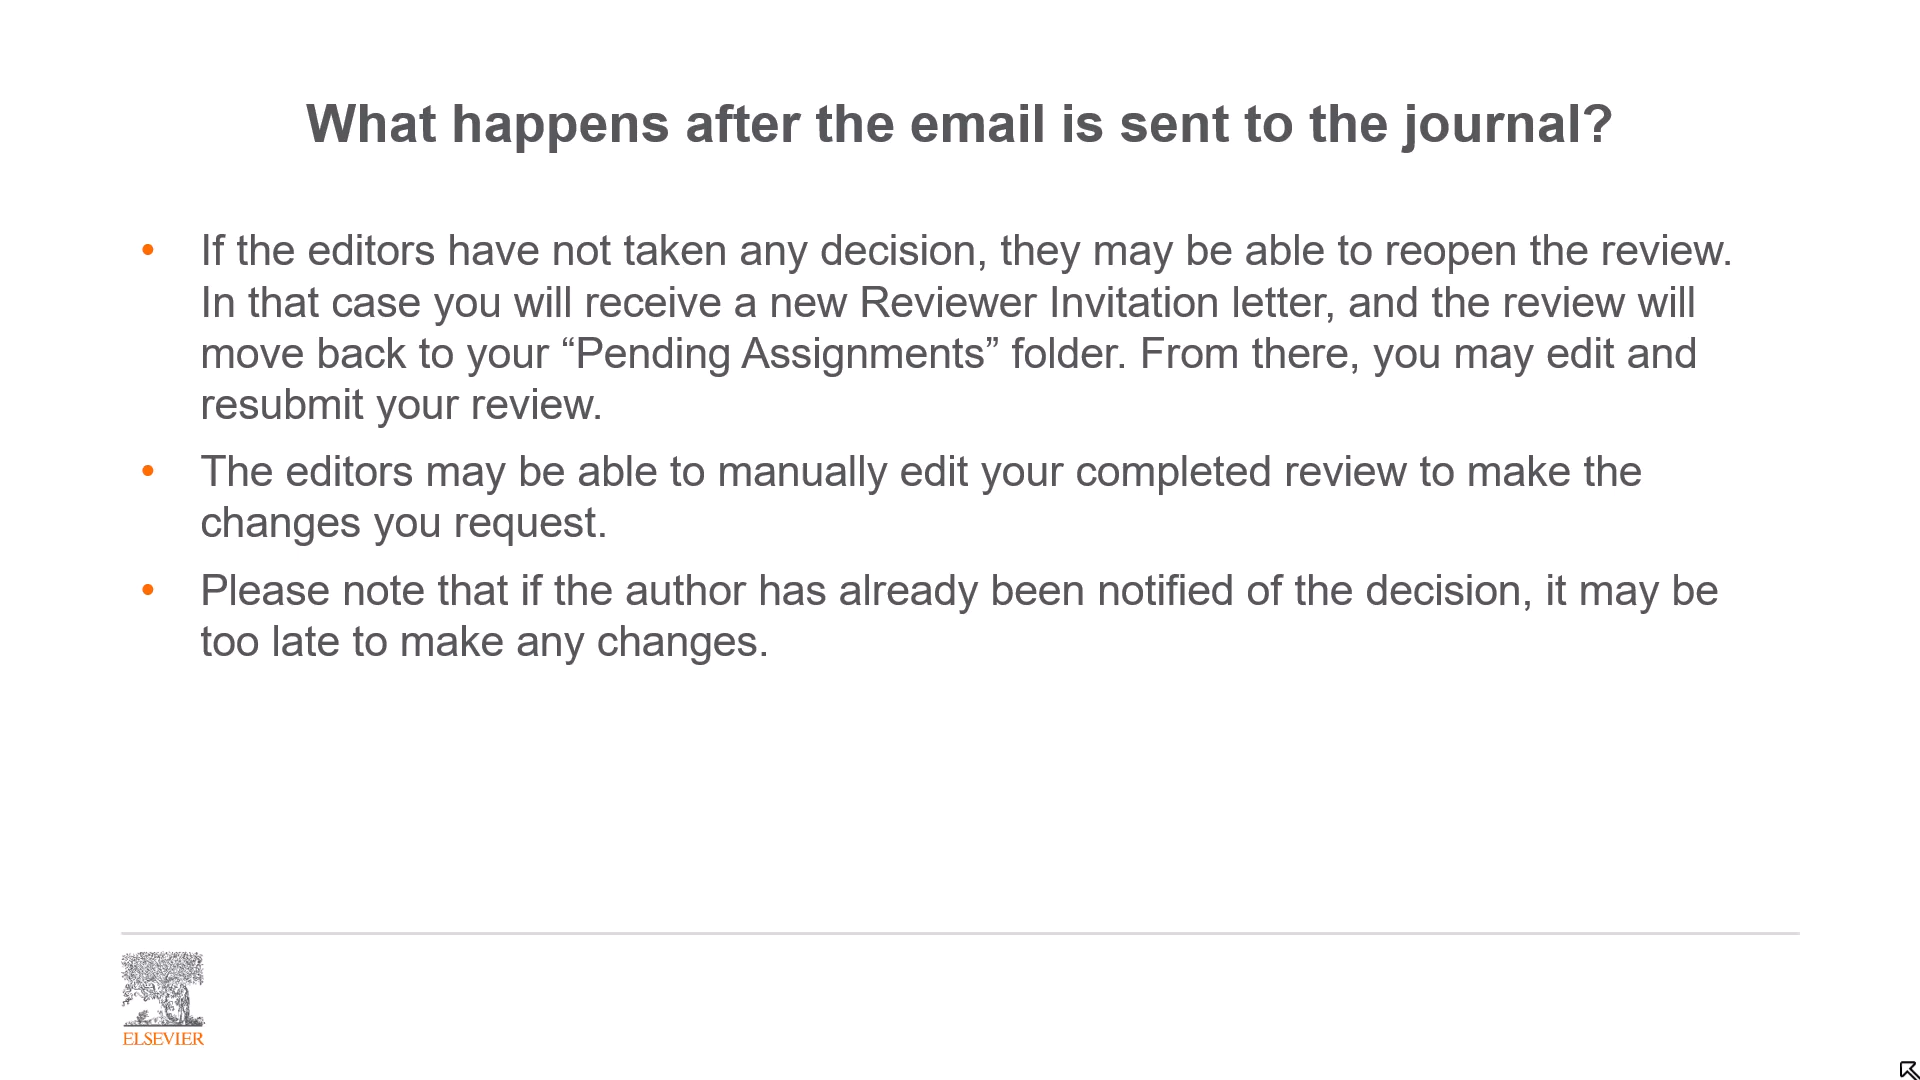 What happens after the email is sent to the journal?
• If the editors have not taken any decision, they may be able to reopen the review.
In that case you will receive a new Reviewer Invitation letter, and the review will
move back to your “Pending Assignments” folder. From there, you may edit and
resubmit your review.
• The editors may be able to manually edit your completed review to make the
changes you request.
• Please note that if the author has already been notified of the decision, it may be
too late to make any changes.
ELSEVIER